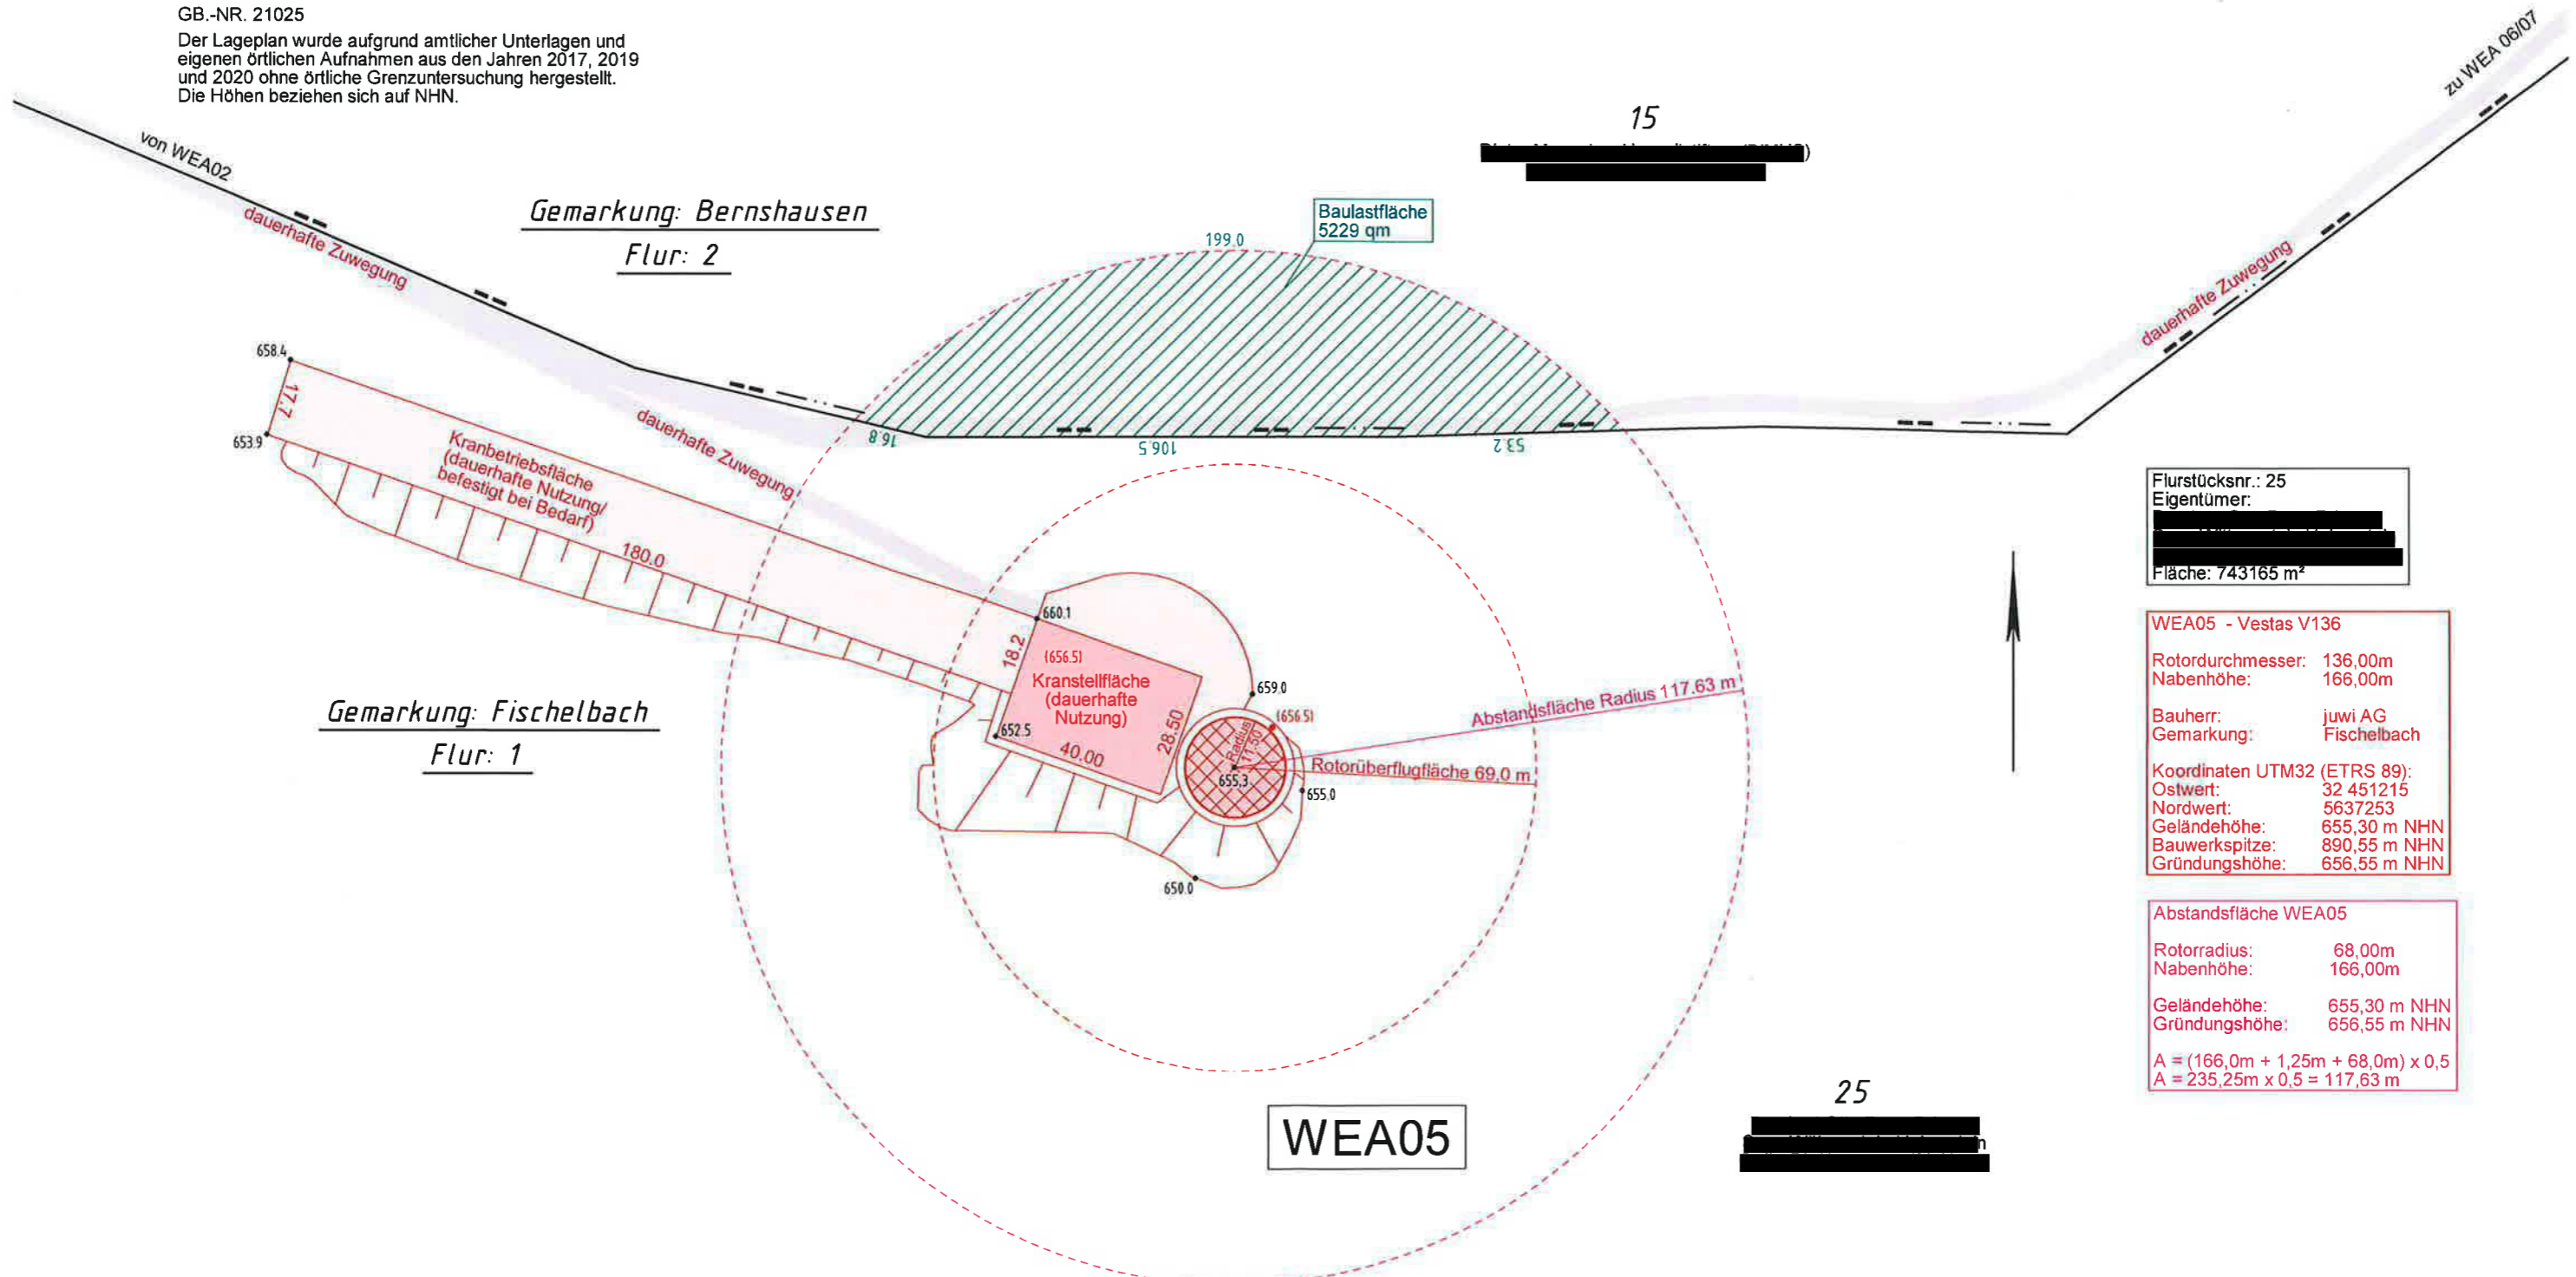 GB.-NR. 21025
Der Lageplan wurde aufgrund amtlicher Unterlagen und
eigenen örtlichen Aufnahmen aus den Jahren 2017, 2019
und 2020 ohne örtliche Grenzuntersuchung hergestellt.
Die Höhen beziehen sich auf NHN.
von WEA02
dauerhafte Zuwegung
Gemarkung: Bernshausen
Flur: 2
15
zu WEA 06/07
dauerhafte Zuwegung
Baulastfläche
5229 qm
199.0
16.8
106.5
53.2
658.4
17.7
653.9
Kranbetriebsfläche
(dauerhafte Nutzung/
befestigt bei Bedarf)
180.0
dauerhafte Zuwegung
660.1
18.2
(656.5)
Kranstellfläche
(dauerhafte
Nutzung)
28.50
652.5
40.00
659.0
(656.5)
Radius
11,50
655,3
655.0
650.0
Abstandsfläche Radius 117.63 m
Rotorüberflugfläche 69,0 m
Gemarkung: Fischelbach
Flur: 1
WEA05
25
Flurstücksnr.: 25
Eigentümer:
Fläche: 743165 m²
WEA05 - Vestas V136
Rotordurchmesser: 136,00m
Nabenhöhe: 166,00m
Bauherr: juwi AG
Gemarkung: Fischelbach
Koordinaten UTM32 (ETRS 89):
Ostwert: 32 451215
Nordwert: 5637253
Geländehöhe: 655,30 m NHN
Bauwerkspitze: 890,55 m NHN
Gründungshöhe: 656,55 m NHN
Abstandsfläche WEA05
Rotorradius: 68,00m
Nabenhöhe: 166,00m
Geländehöhe: 655,30 m NHN
Gründungshöhe: 656,55 m NHN
A = (166,0m + 1,25m + 68,0m) x 0,5
A = 235,25m x 0,5 = 117,63 m